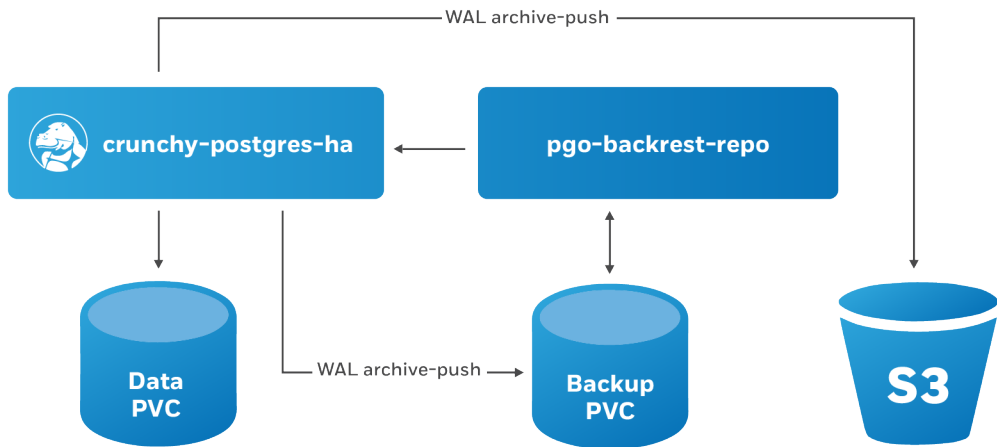 WAL archive-push
crunchy-postgres-ha
pgo-backrest-repo
Data
PVC
WAL archive-push
Backup
PVC
S3